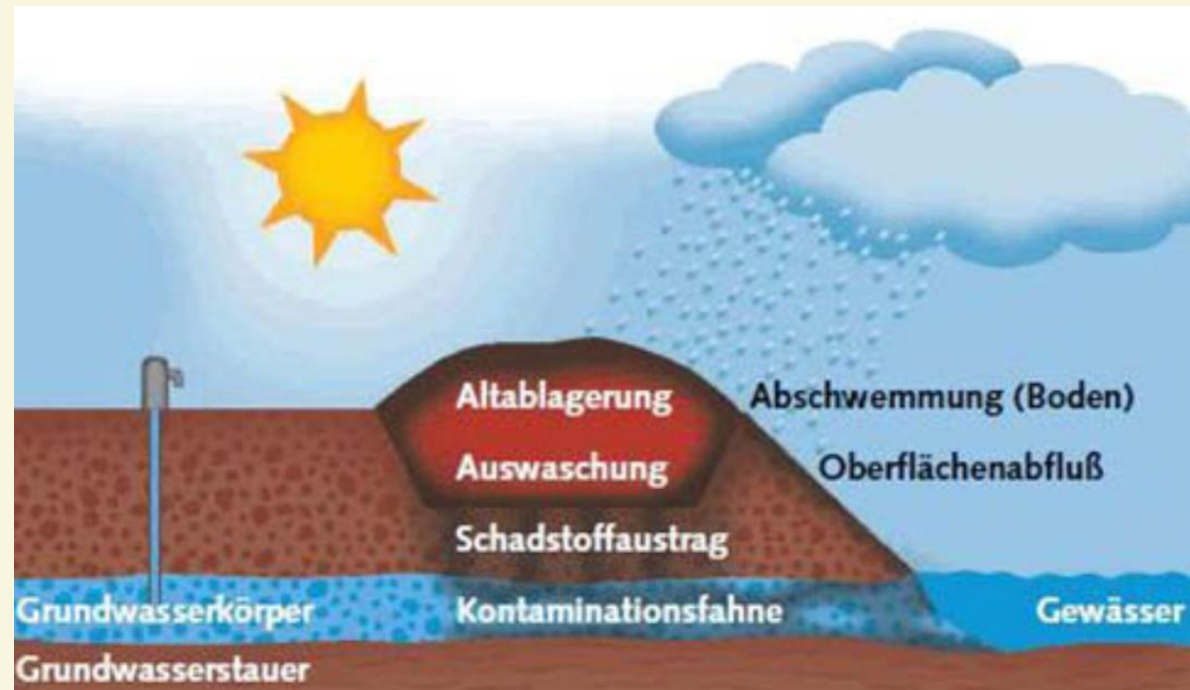 Altablagerung
Abschwemmung (Boden)
Auswaschung
Oberflächenabfluß
Schadstoffaustrag
Grundwasserkörper
Kontaminationsfahne
Gewässer
Grundwasserstauer